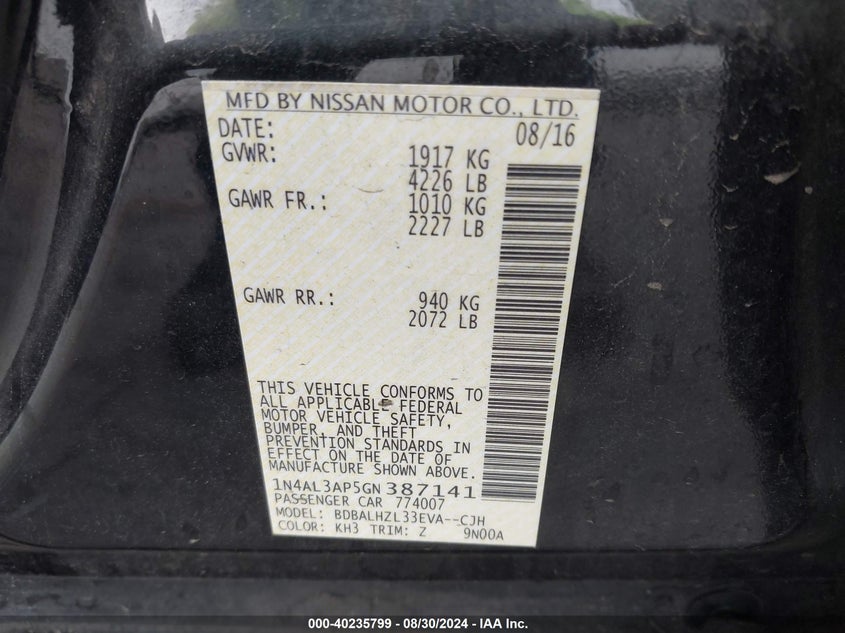 MFD BY NISSAN MOTOR CO., LTD.
DATE: 08/16
GVWR: 1917 KG
4226 LB
GAWR FR.: 1010 KG
2227 LB
GAWR RR.: 940 KG
2072 LB
THIS VEHICLE CONFORMS TO
ALL APPLICABLE FEDERAL
MOTOR VEHICLE SAFETY,
BUMPER, AND THEFT
PREVENTION STANDARDS IN
EFFECT ON THE DATE OF
MANUFACTURE SHOWN ABOVE.
1N4AL3AP5GN387141
PASSENGER CAR 774007
MODEL: BDBALHZL33EVA--CJH
COLOR: KH3 TRIM: Z 9N00A
000-40235799 - 08/30/2024 - IAA Inc.